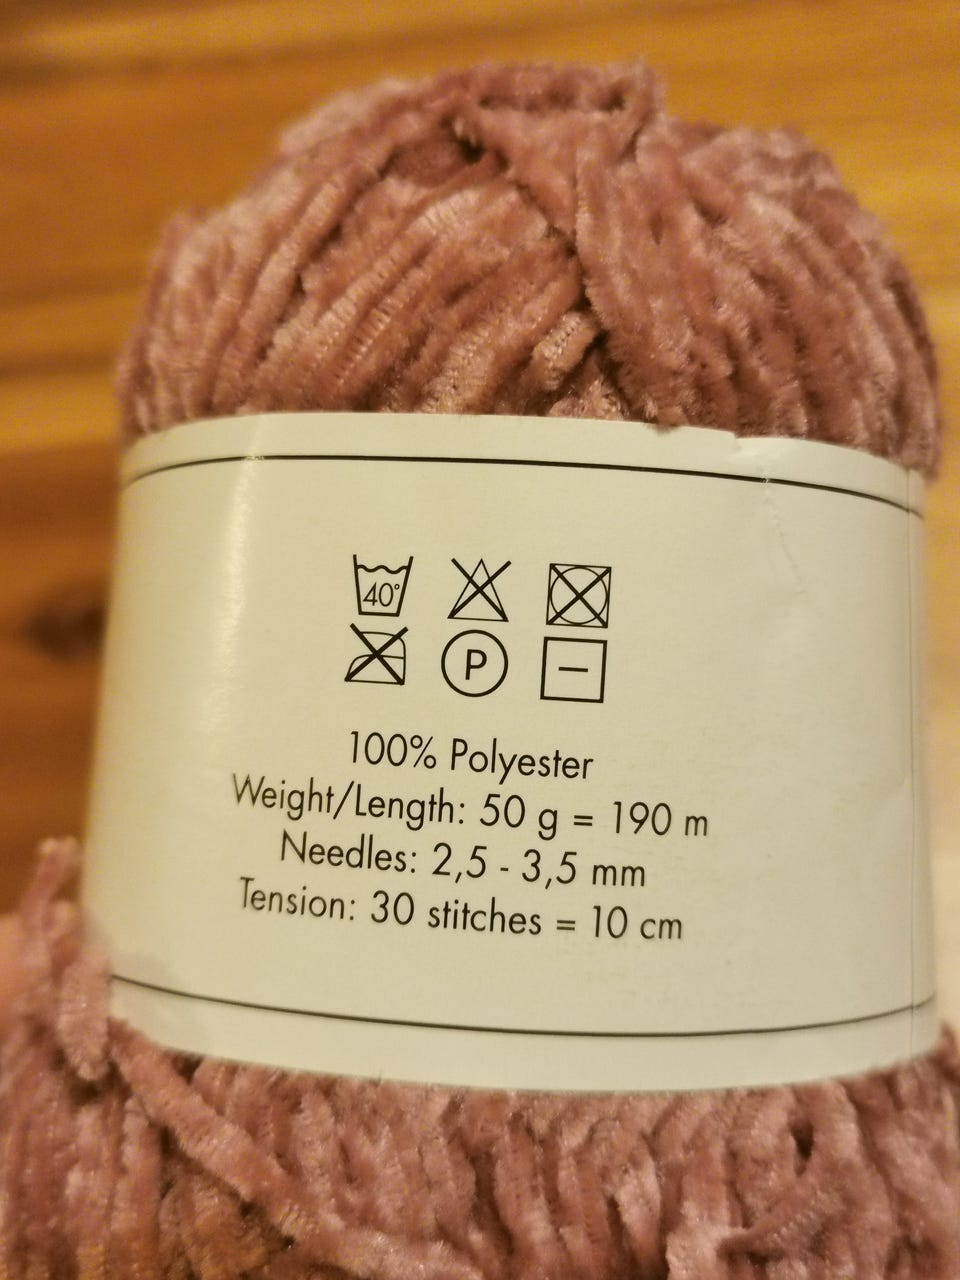 40°
P
100% Polyester
Weight/Length: 50 g = 190 m
Needles: 2,5 - 3,5 mm
Tension: 30 stitches = 10 cm